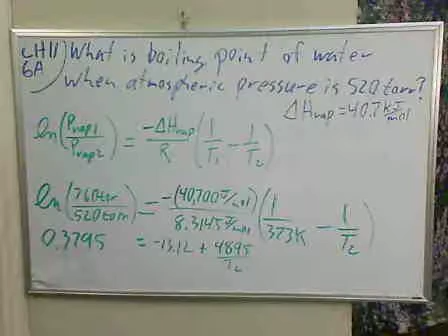 CH11 What is boiling point of water
6A when atmospheric pressure is 520 torr?
ΔHvap = 40.7 kJ/mol
ln(Pvap1/Pvap2) = -ΔHvap/R (1/T1 - 1/T2)
ln(760torr/520torr) = -(40,700 J/mol)/8.3145 J/mol (1/373K - 1/T2)
0.3795 = -13.12 + 4895/T2